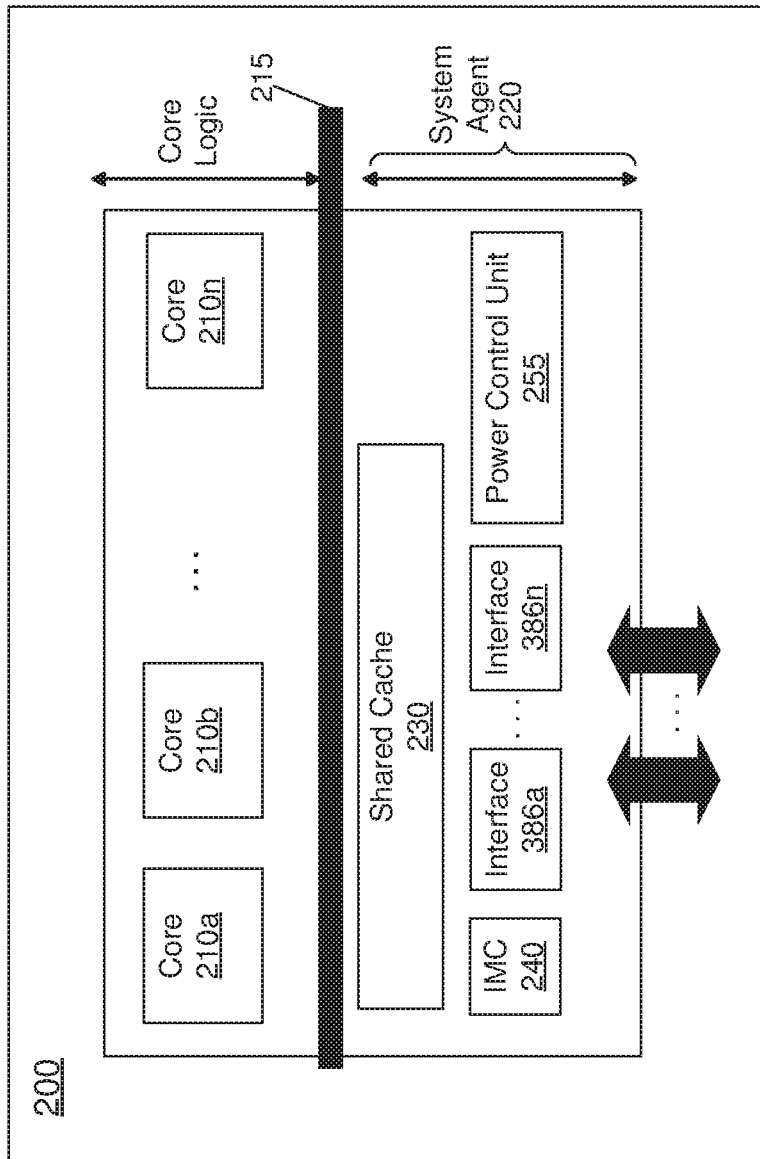 200
Core
210a
Core
210b
. . .
Core
210n
Core
Logic
215
Shared Cache
230
System
Agent
220
IMC
240
Interface
386a
. . .
Interface
386n
Power Control Unit
255
. . .